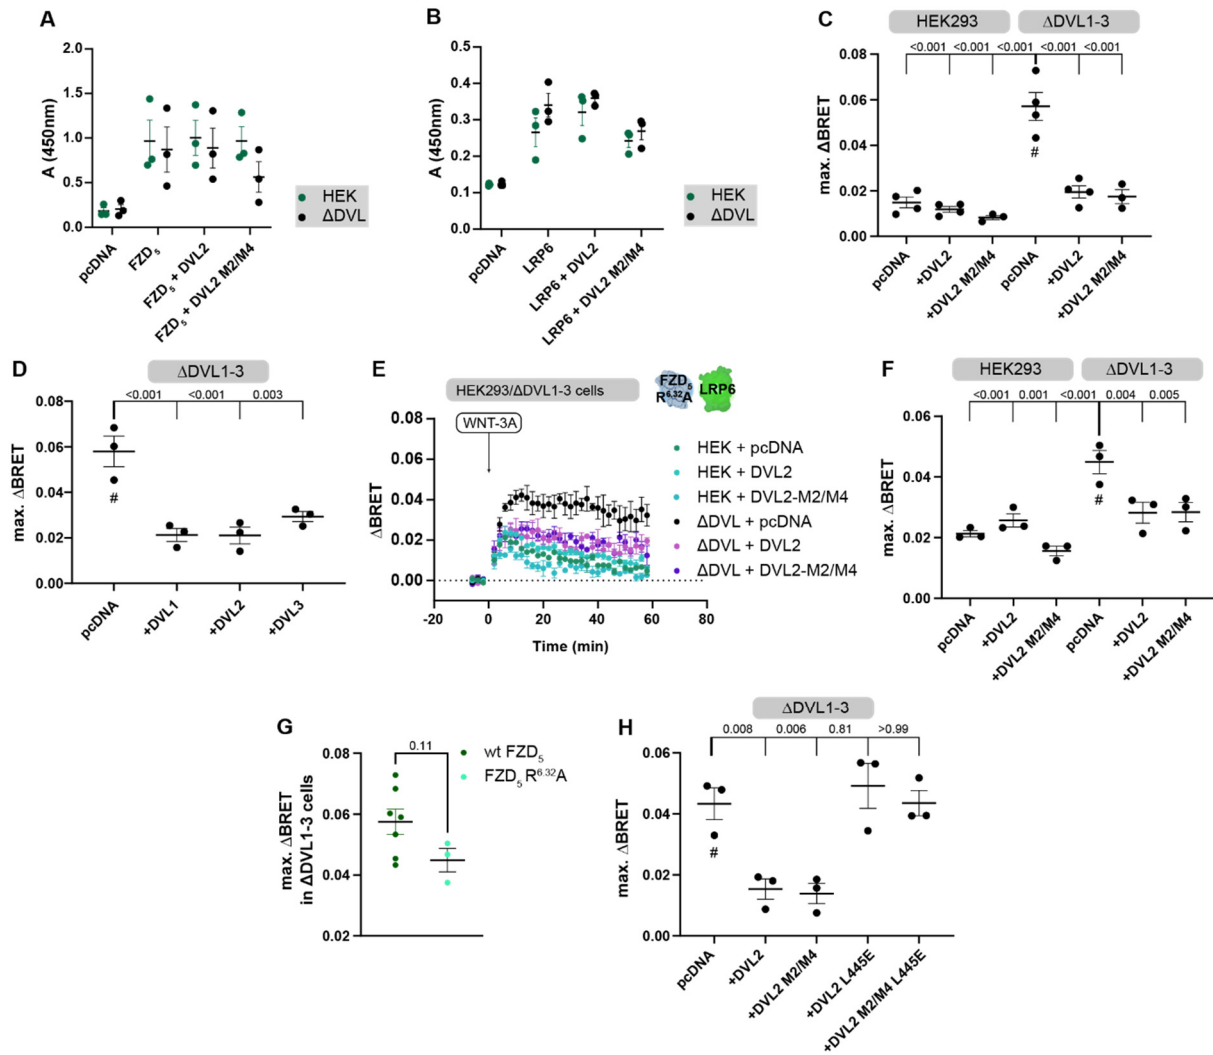 A
2.0
1.5
1.0
0.5
0.0
A (450nm)
pcDNA
FZD₅
FZD₅ + DVL2
FZD₅ + DVL2 M2/M4
HEK
ΔDVL
B
0.5
0.4
0.3
0.2
0.1
0.0
A (450nm)
pcDNA
LRP6
LRP6 + DVL2
LRP6 + DVL2 M2/M4
HEK
ΔDVL
C
HEK293
ΔDVL1-3
<0.001
<0.001
<0.001
<0.001
<0.001
0.08
0.06
0.04
0.02
0.00
max. ΔBRET
#
pcDNA
+DVL2
+DVL2 M2/M4
pcDNA
+DVL2
+DVL2 M2/M4
D
ΔDVL1-3
<0.001
<0.001
0.003
0.08
0.06
0.04
0.02
0.00
max. ΔBRET
#
pcDNA
+DVL1
+DVL2
+DVL3
E
HEK293/ΔDVL1-3 cells
FZD₅
R⁶·³²A
LRP6
WNT-3A
0.08
0.06
0.04
0.02
0.00
ΔBRET
-20
0
20
40
60
80
Time (min)
HEK + pcDNA
HEK + DVL2
HEK + DVL2-M2/M4
ΔDVL + pcDNA
ΔDVL + DVL2
ΔDVL + DVL2-M2/M4
F
HEK293
ΔDVL1-3
<0.001
0.001
<0.001
0.004
0.005
0.06
0.04
0.02
0.00
max. ΔBRET
#
pcDNA
+DVL2
+DVL2 M2/M4
pcDNA
+DVL2
+DVL2 M2/M4
G
0.11
0.08
0.06
0.04
0.02
max. ΔBRET
in ΔDVL1-3 cells
wt FZD₅
FZD₅ R⁶·³²A
H
ΔDVL1-3
0.008
0.006
0.81
>0.99
0.06
0.04
0.02
0.00
max. ΔBRET
#
pcDNA
+DVL2
+DVL2 M2/M4
+DVL2 L445E
+DVL2 M2/M4 L445E